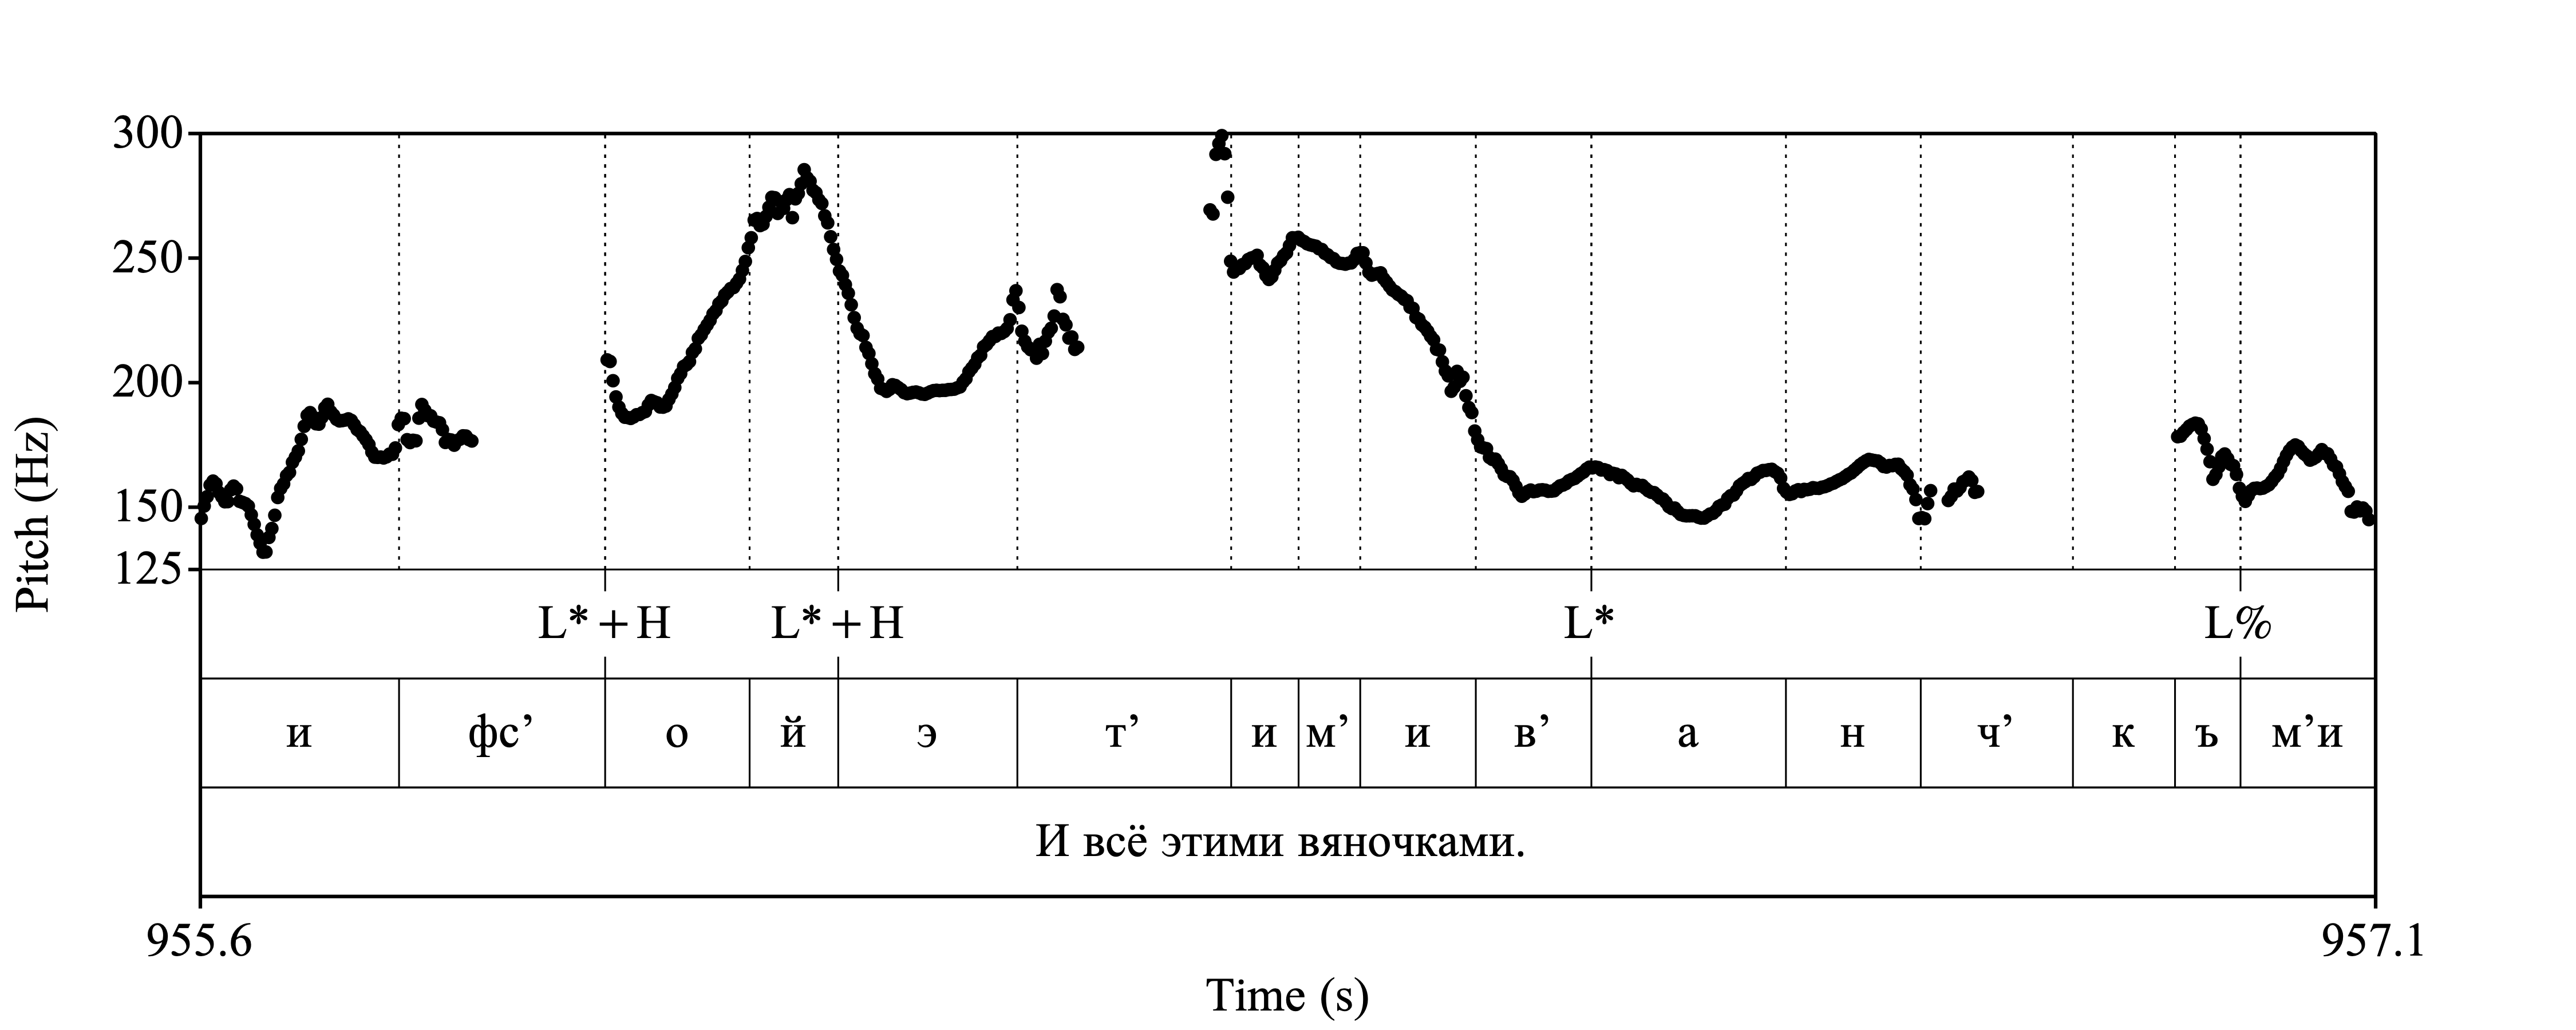 300
250
200
150
125
Pitch (Hz)
L*+H L*+H L* L%
и фс’ о й э т’ и м’ и в’ а н ч’ к ъ м’и
И всё этими вяночками.
955.6 957.1
Time (s)